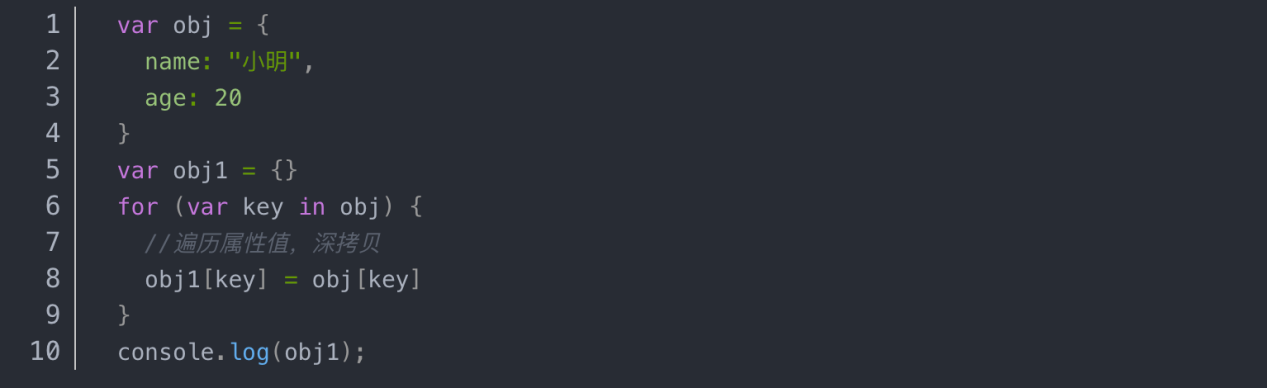 1 var obj = {
2 name: "小明",
3 age: 20
4 }
5 var obj1 = {}
6 for (var key in obj) {
7 //遍历属性值，深拷贝
8 obj1[key] = obj[key]
9 }
10 console.log(obj1);